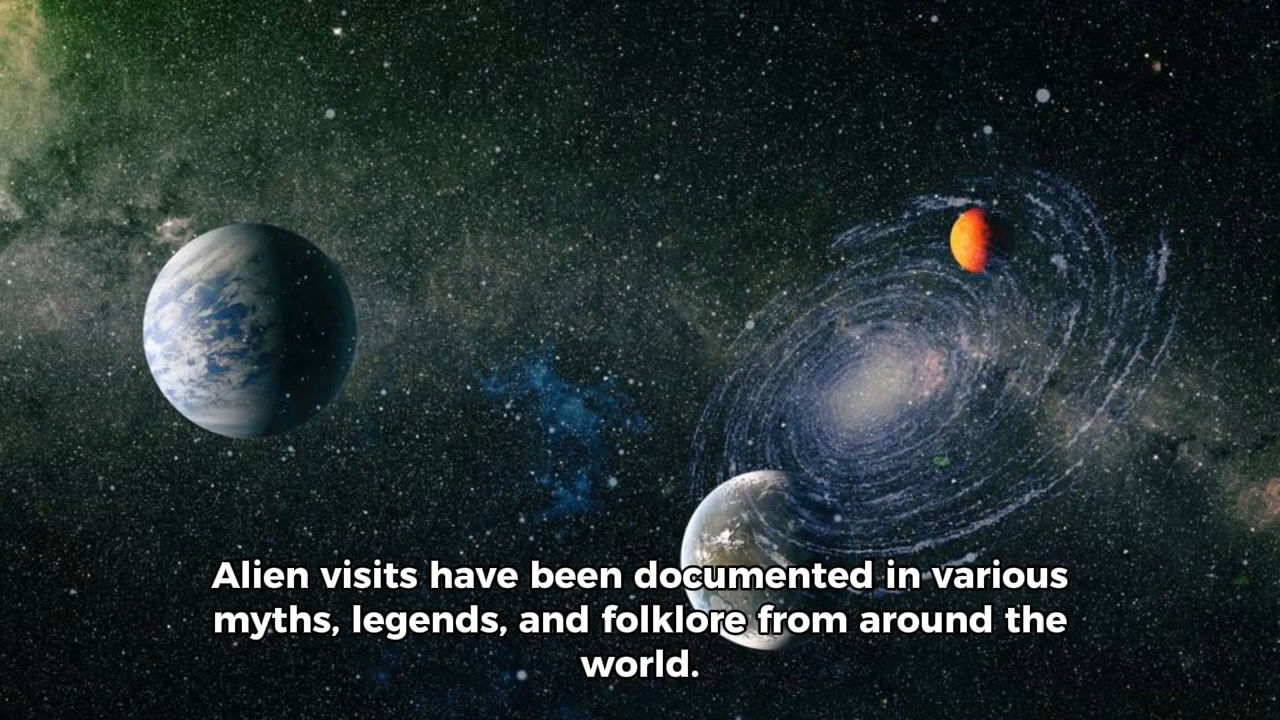 Alien visits have been documented in various
myths, legends, and folklore from around the
world.